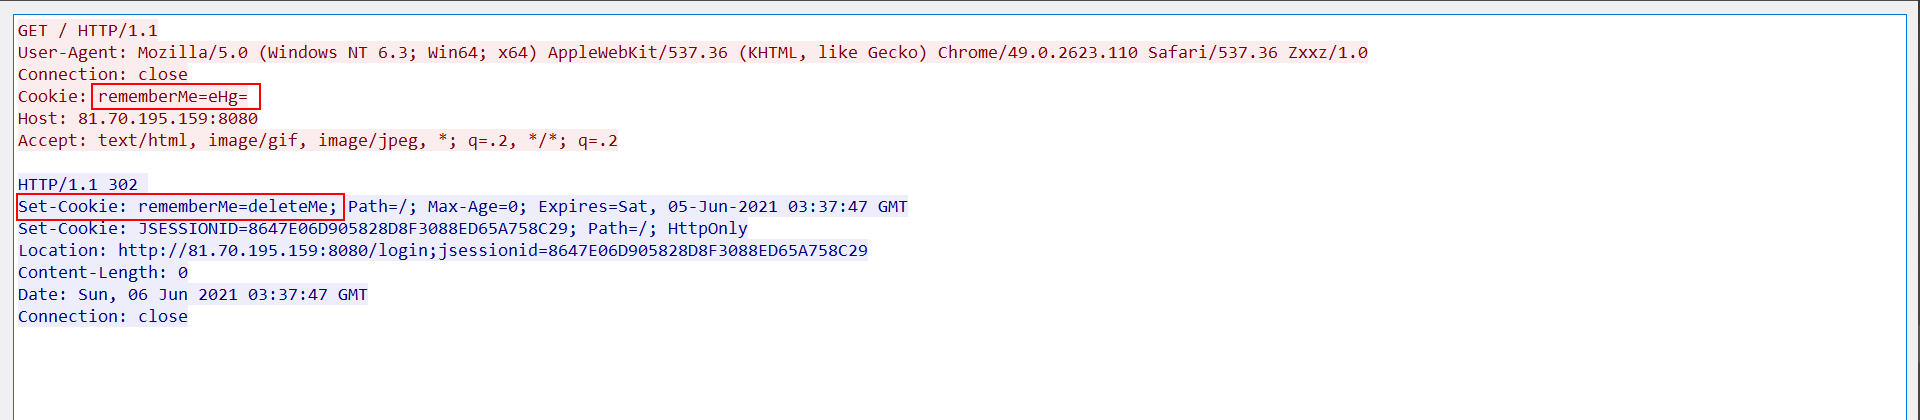 GET / HTTP/1.1
User-Agent: Mozilla/5.0 (Windows NT 6.3; Win64; x64) AppleWebKit/537.36 (KHTML, like Gecko) Chrome/49.0.2623.110 Safari/537.36 Zxxz/1.0
Connection: close
Cookie: rememberMe=eHg=
Host: 81.70.195.159:8080
Accept: text/html, image/gif, image/jpeg, *; q=.2, */*; q=.2
HTTP/1.1 302
Set-Cookie: rememberMe=deleteMe; Path=/; Max-Age=0; Expires=Sat, 05-Jun-2021 03:37:47 GMT
Set-Cookie: JSESSIONID=8647E06D905828D8F3088ED65A758C29; Path=/; HttpOnly
Location: http://81.70.195.159:8080/login;jsessionid=8647E06D905828D8F3088ED65A758C29
Content-Length: 0
Date: Sun, 06 Jun 2021 03:37:47 GMT
Connection: close